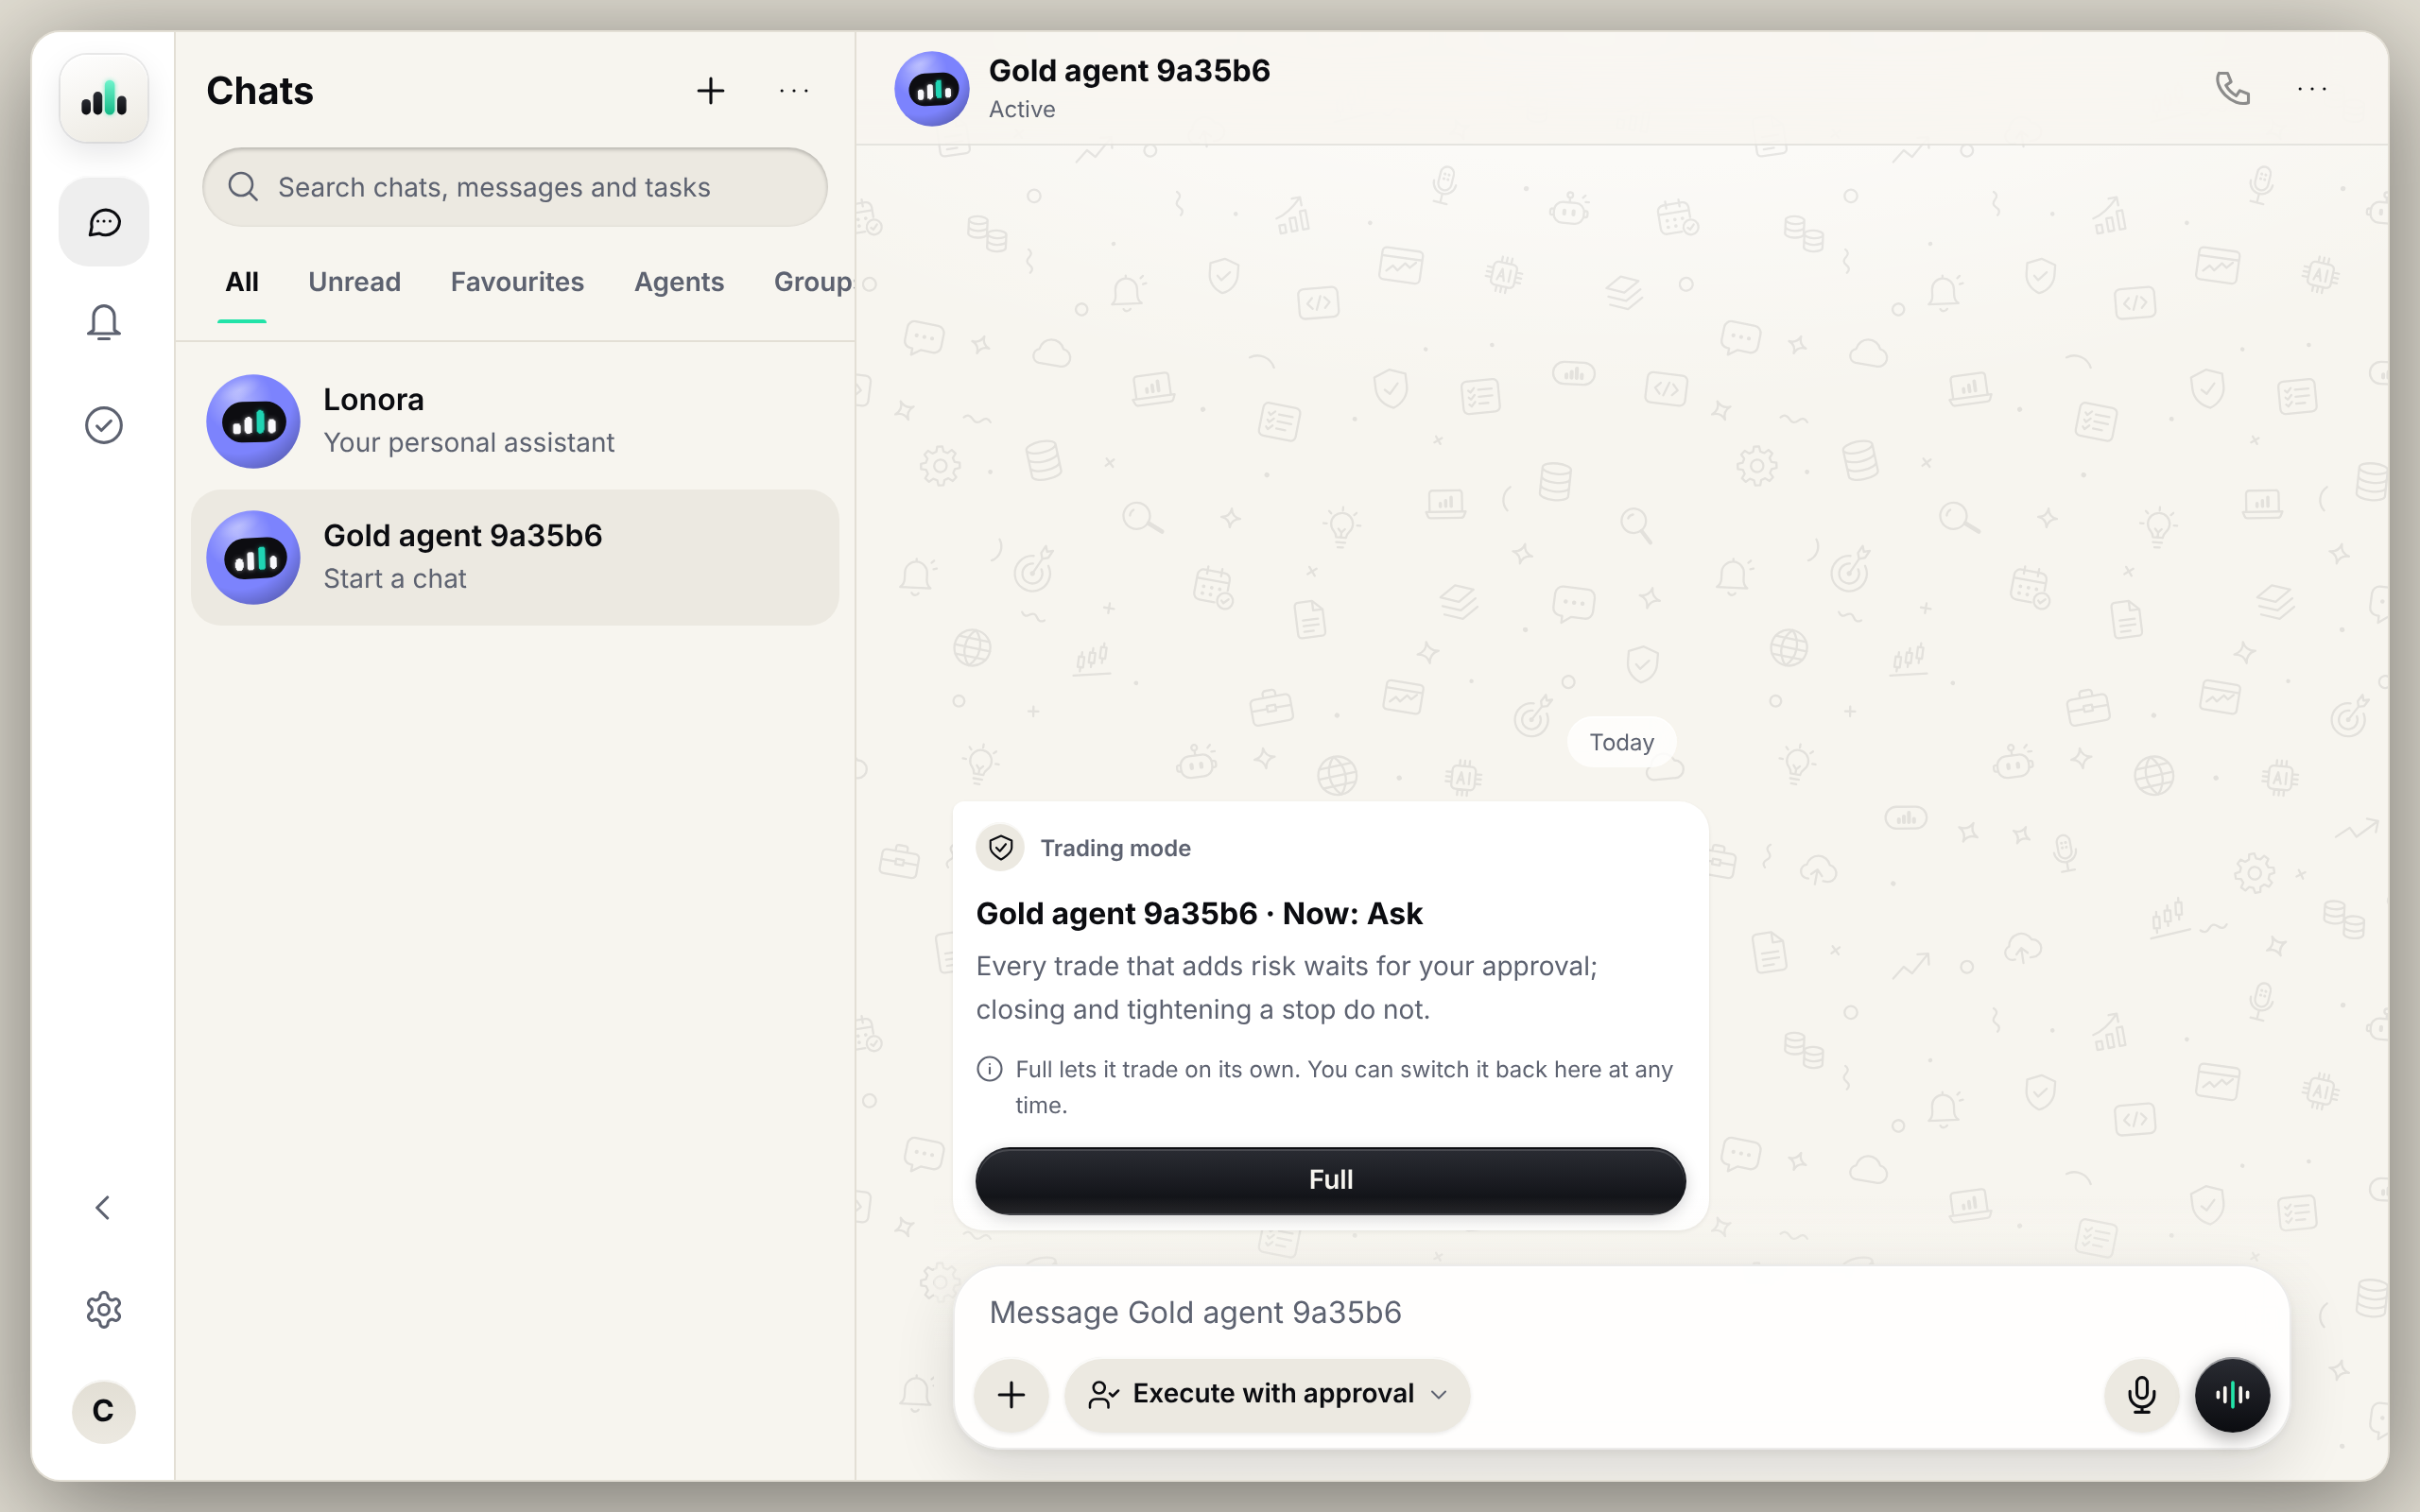 Chats
Search chats, messages and tasks
All
Unread
Favourites
Agents
Group
Lonora
Your personal assistant
Gold agent 9a35b6
Start a chat
C
Gold agent 9a35b6
Active
Today
Trading mode
Gold agent 9a35b6 · Now: Ask
Every trade that adds risk waits for your approval;
closing and tightening a stop do not.
Full lets it trade on its own. You can switch it back here at any
time.
Full
Message Gold agent 9a35b6
Execute with approval